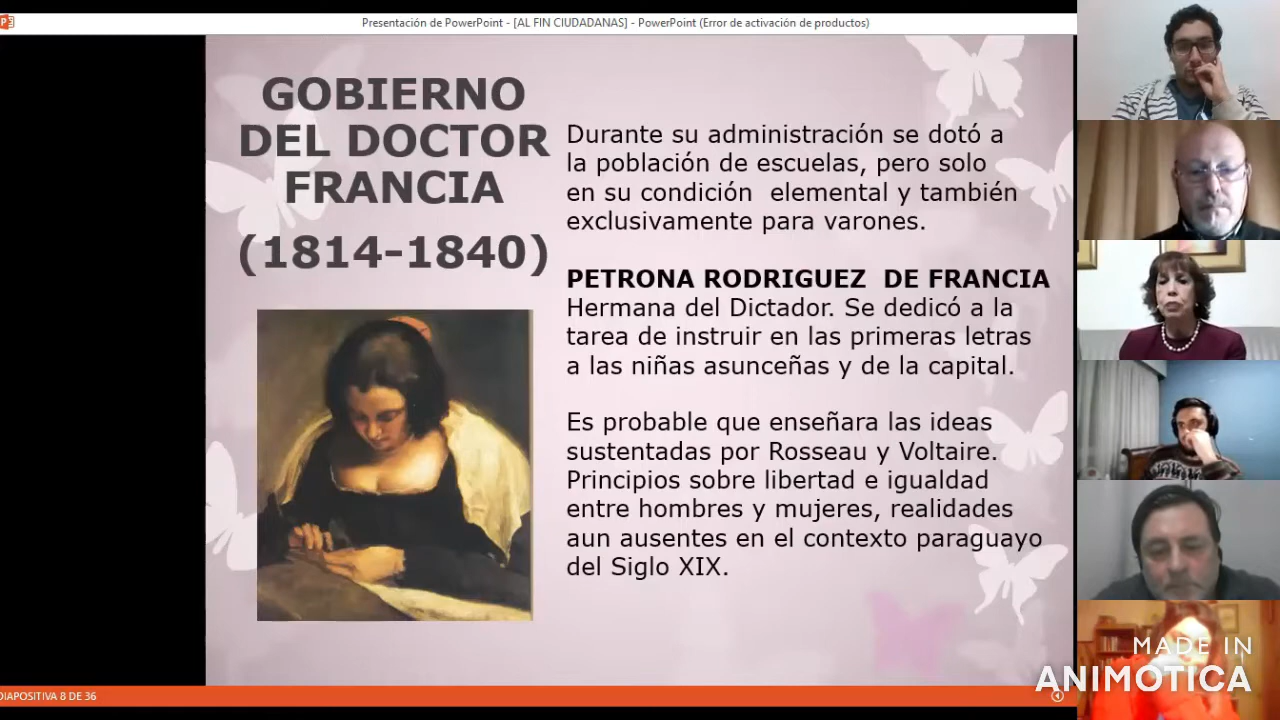 Presentación de PowerPoint - [AL FIN CIUDADANAS] - PowerPoint (Error de activación de productos)
GOBIERNO
DEL DOCTOR
FRANCIA
(1814-1840)
Durante su administración se dotó a
la población de escuelas, pero solo
en su condición elemental y también
exclusivamente para varones.
PETRONA RODRIGUEZ DE FRANCIA
Hermana del Dictador. Se dedicó a la
tarea de instruir en las primeras letras
a las niñas asunceñas y de la capital.
Es probable que enseñara las ideas
sustentadas por Rosseau y Voltaire.
Principios sobre libertad e igualdad
entre hombres y mujeres, realidades
aun ausentes en el contexto paraguayo
del Siglo XIX.
DIAPOSITIVA 8 DE 36
MADE IN
ANIMOTICA